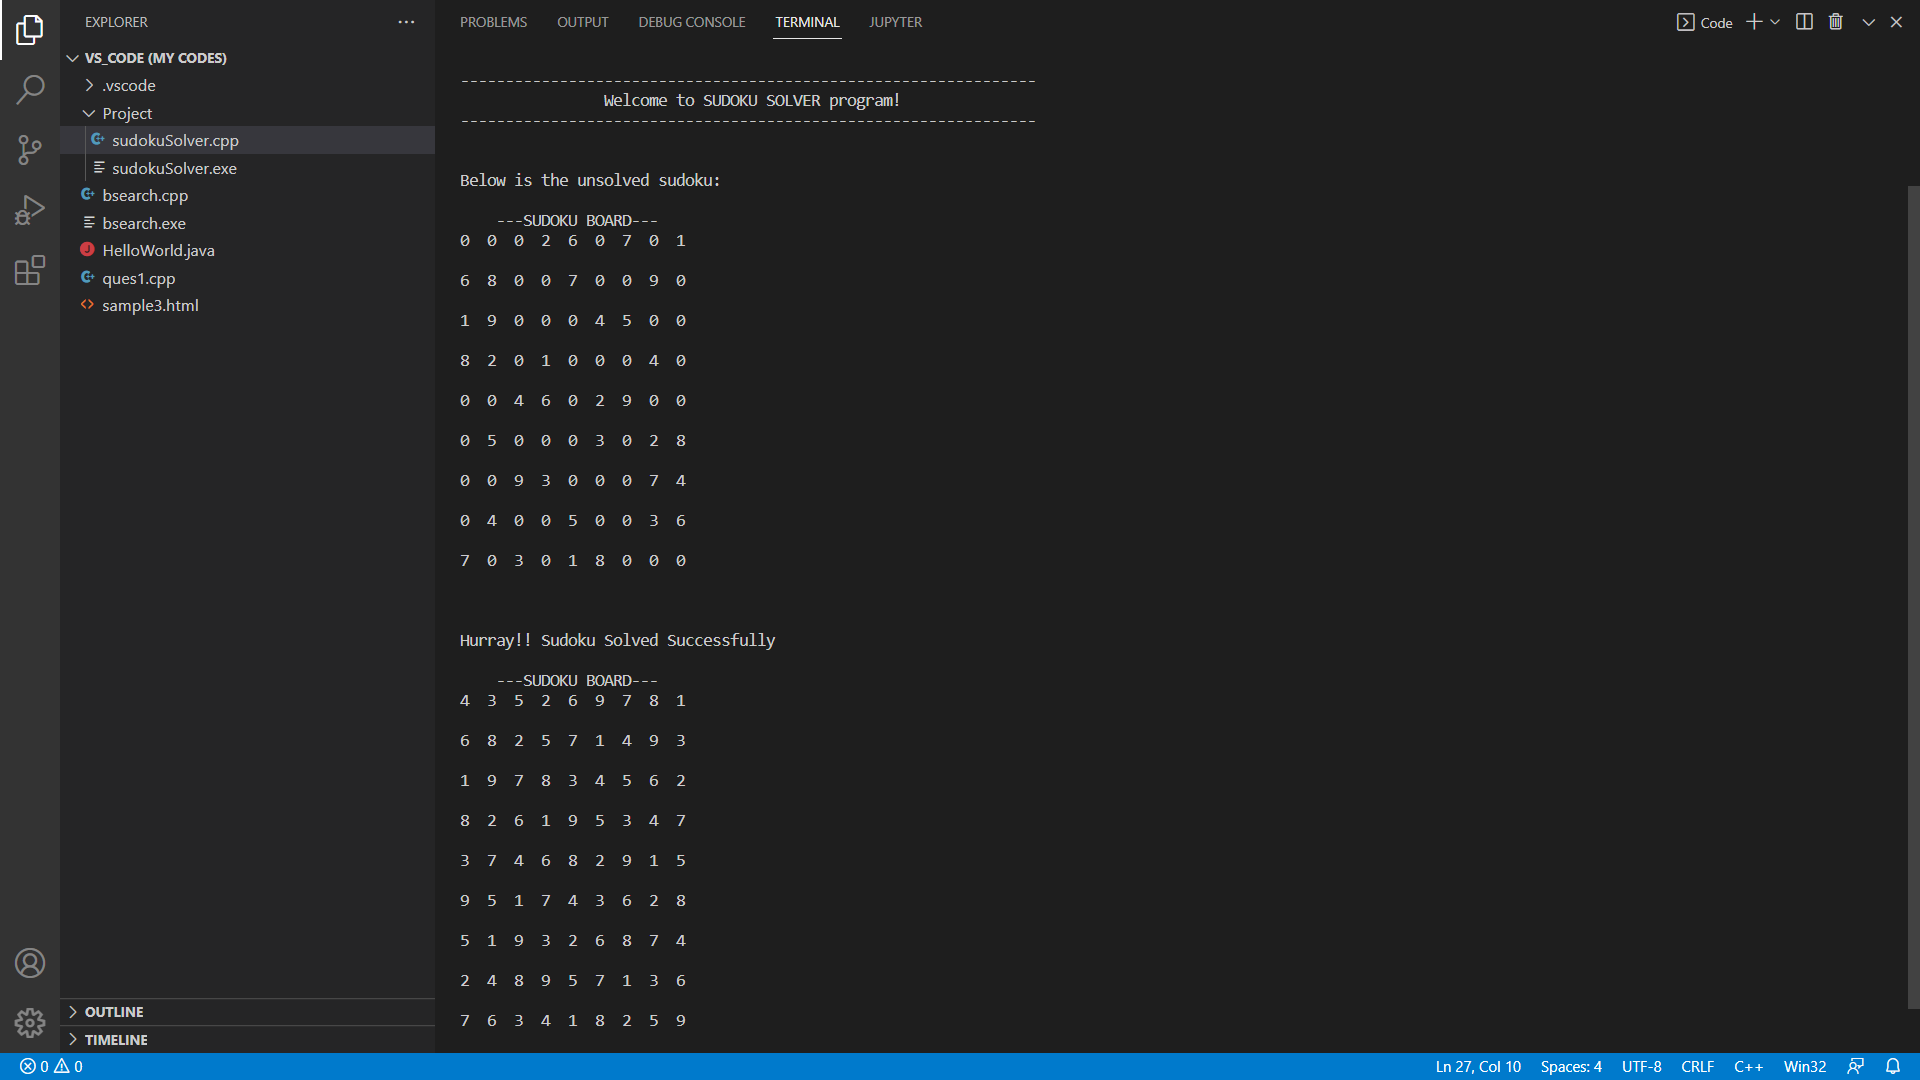 EXPLORER
VS_CODE (MY CODES)
.vscode
Project
sudokuSolver.cpp
sudokuSolver.exe
bsearch.cpp
bsearch.exe
HelloWorld.java
ques1.cpp
sample3.html
OUTLINE
TIMELINE
PROBLEMS OUTPUT DEBUG CONSOLE TERMINAL JUPYTER
Code
----------------------------------------------------------------
Welcome to SUDOKU SOLVER program!
----------------------------------------------------------------
Below is the unsolved sudoku:
---SUDOKU BOARD---
0 0 0 2 6 0 7 0 1
6 8 0 0 7 0 0 9 0
1 9 0 0 0 4 5 0 0
8 2 0 1 0 0 0 4 0
0 0 4 6 0 2 9 0 0
0 5 0 0 0 3 0 2 8
0 0 9 3 0 0 0 7 4
0 4 0 0 5 0 0 3 6
7 0 3 0 1 8 0 0 0
Hurray!! Sudoku Solved Successfully
---SUDOKU BOARD---
4 3 5 2 6 9 7 8 1
6 8 2 5 7 1 4 9 3
1 9 7 8 3 4 5 6 2
8 2 6 1 9 5 3 4 7
3 7 4 6 8 2 9 1 5
9 5 1 7 4 3 6 2 8
5 1 9 3 2 6 8 7 4
2 4 8 9 5 7 1 3 6
7 6 3 4 1 8 2 5 9
0 0 Ln 27, Col 10 Spaces: 4 UTF-8 CRLF C++ Win32